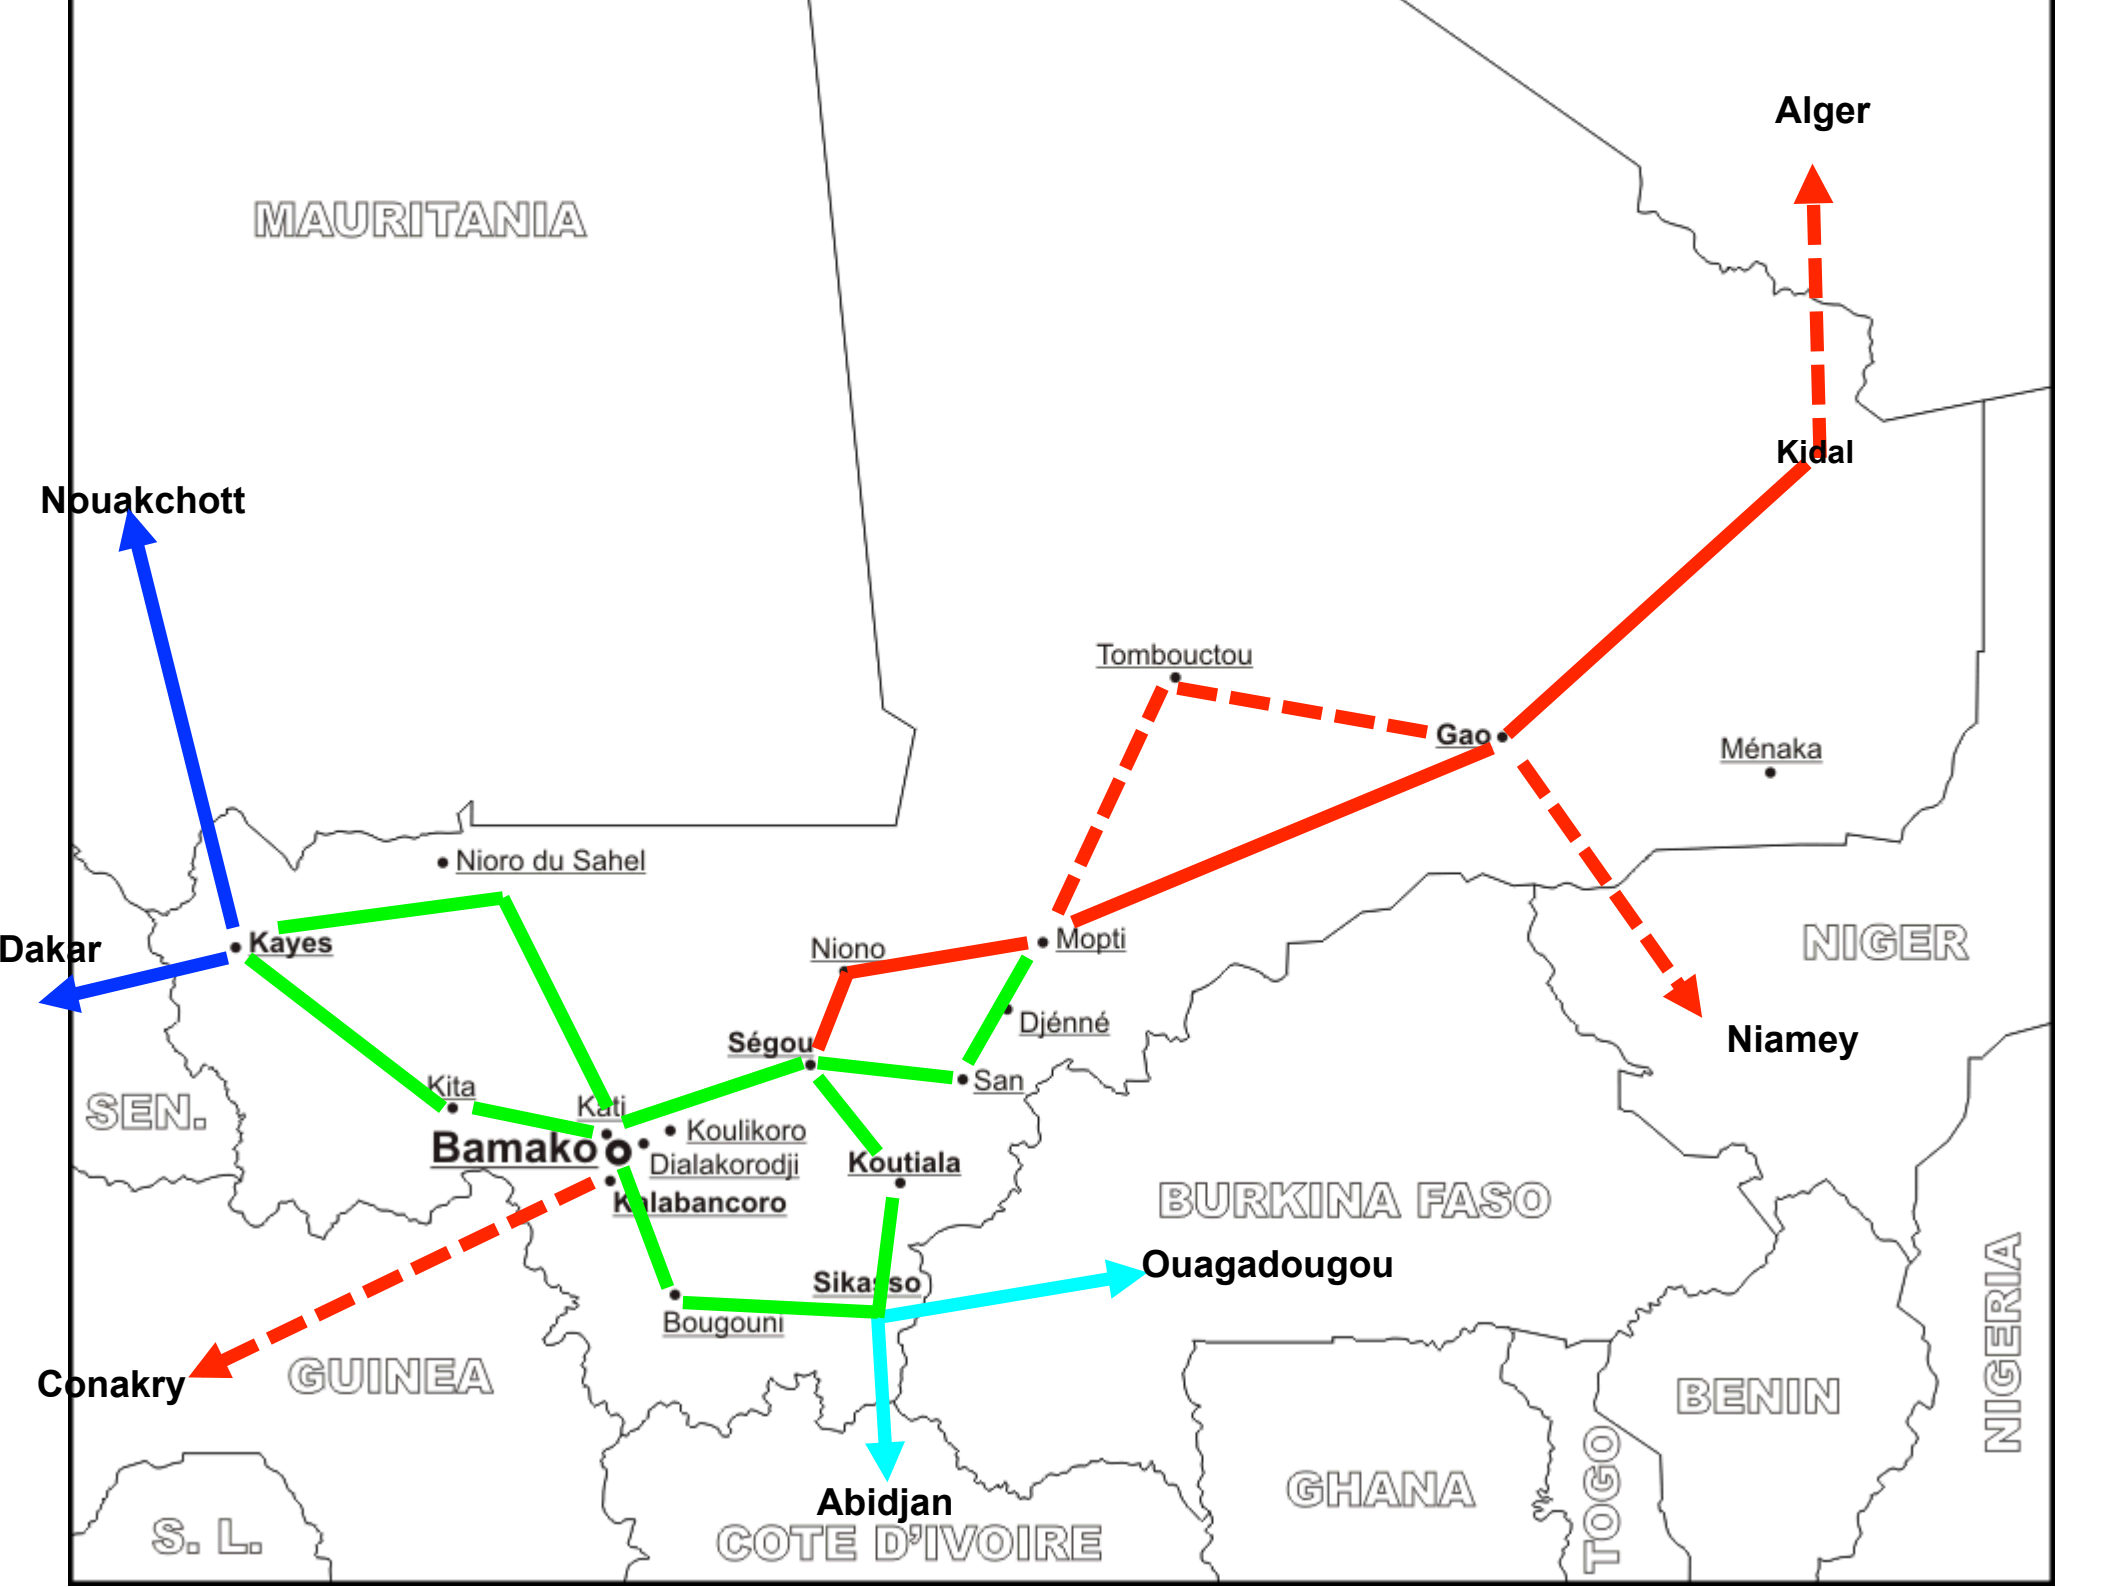 Alger
MAURITANIA
Kidal
Nouakchott
Tombouctou
Gao
Ménaka
Nioro du Sahel
Dakar
Kayes
Niono
Mopti
NIGER
Djénné
Ségou
Niamey
San
Kita
SEN.
Kati
Koulikoro
Bamako
Dialakorodji
Koutiala
Kalabancoro
BURKINA FASO
Ouagadougou
Sikasso
Bougouni
NIGERIA
Conakry
GUINEA
BENIN
GHANA
TOGO
Abidjan
S. L.
COTE D'IVOIRE